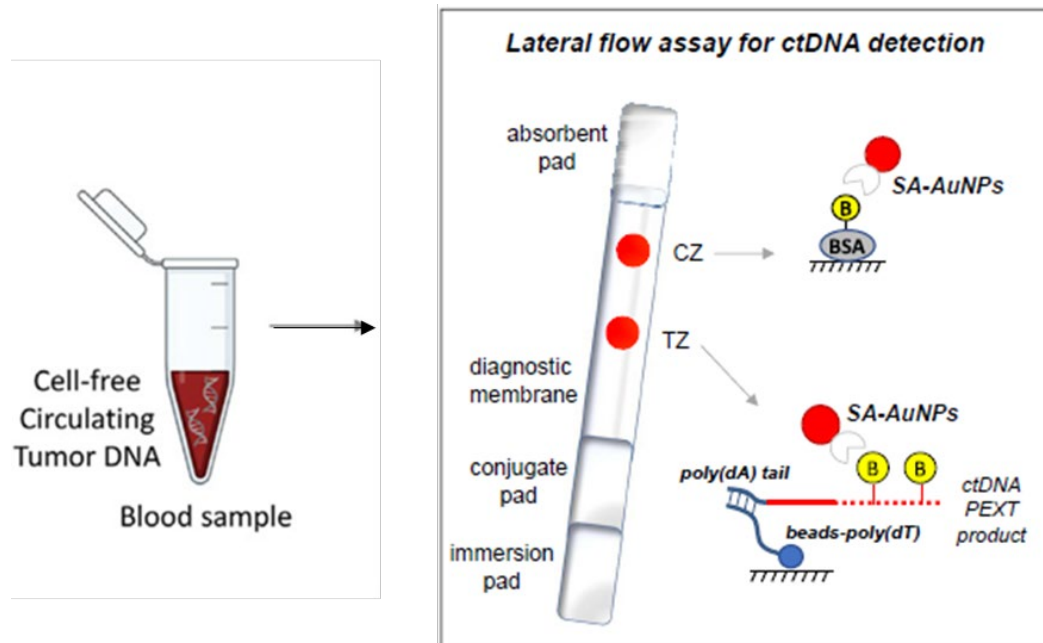 Cell-free
Circulating
Tumor DNA
Blood sample
Lateral flow assay for ctDNA detection
absorbent
pad
CZ
SA-AuNPs
B
BSA
TZ
diagnostic
membrane
SA-AuNPs
conjugate
pad
poly(dA) tail
B
B
ctDNA
PEXT
product
beads-poly(dT)
immersion
pad